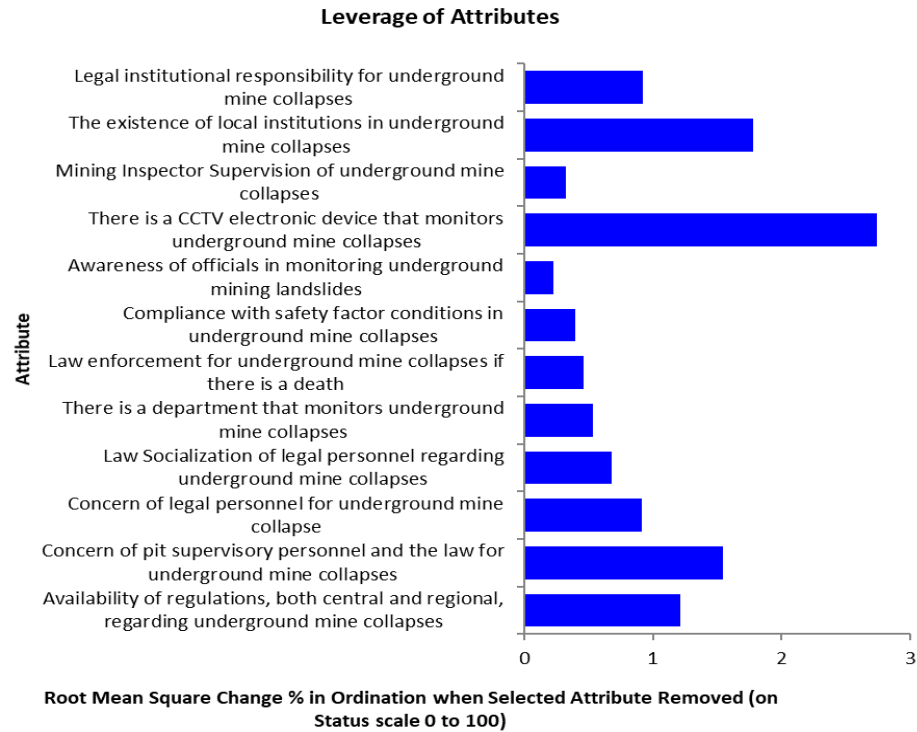 Leverage of Attributes
Legal institutional responsibility for underground
mine collapses
The existence of local institutions in underground
mine collapses
Mining Inspector Supervision of underground mine
collapses
There is a CCTV electronic device that monitors
underground mine collapses
Awareness of officials in monitoring underground
mining landslides
Compliance with safety factor conditions in
underground mine collapses
Law enforcement for underground mine collapses if
there is a death
There is a department that monitors underground
mine collapses
Law Socialization of legal personnel regarding
underground mine collapses
Concern of legal personnel for underground mine
collapse
Concern of pit supervisory personnel and the law for
underground mine collapses
Availability of regulations, both central and regional,
regarding underground mine collapses
Attribute
0 1 2 3
Root Mean Square Change % in Ordination when Selected Attribute Removed (on
Status scale 0 to 100)